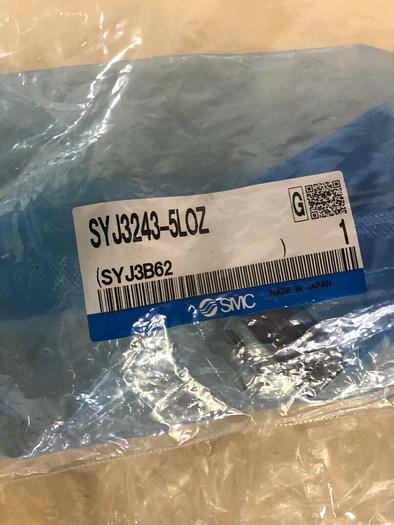 G
SYJ3243-5LOZ
(SYJ3B62 ) 1
SMC MADE IN JAPAN